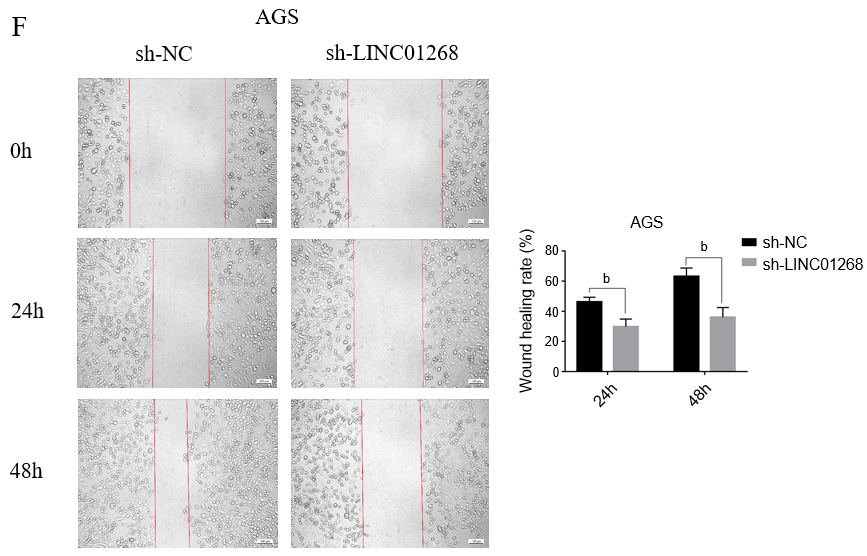 F
AGS
sh-NC
sh-LINC01268
0h
24h
48h
AGS
sh-NC
sh-LINC01268
Wound healing rate (%)
80
60
40
20
0
b
b
24h
48h